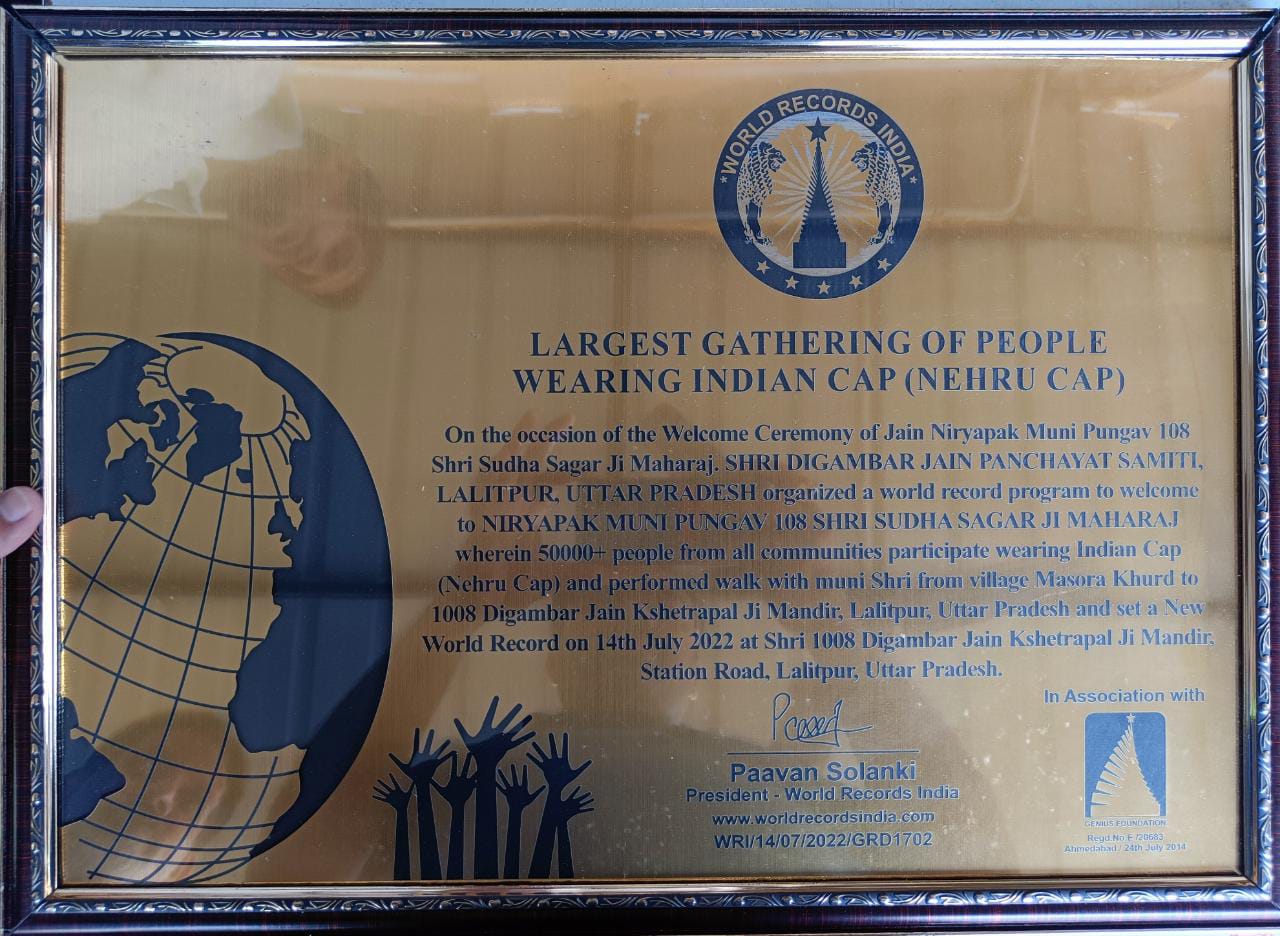 WORLD RECORDS INDIA
LARGEST GATHERING OF PEOPLE
WEARING INDIAN CAP (NEHRU CAP)
On the occasion of the Welcome Ceremony of Jain Niryapak Muni Pungav 108
Shri Sudha Sagar Ji Maharaj. SHRI DIGAMBAR JAIN PANCHAYAT SAMITI,
LALITPUR, UTTAR PRADESH organized a world record program to welcome
to NIRYAPAK MUNI PUNGAV 108 SHRI SUDHA SAGAR JI MAHARAJ
wherein 50000+ people from all communities participate wearing Indian Cap
(Nehru Cap) and performed walk with muni Shri from village Masora Khurd to
1008 Digambar Jain Kshetrapal Ji Mandir, Lalitpur, Uttar Pradesh and set a New
World Record on 14th July 2022 at Shri 1008 Digambar Jain Kshetrapal Ji Mandir,
Station Road, Lalitpur, Uttar Pradesh.
Paavan Solanki
President - World Records India
www.worldrecordsindia.com
WRI/14/07/2022/GRD1702
In Association with
GENIUS FOUNDATION
Regd.No.E /20683
Ahmedabad / 24th July 2014